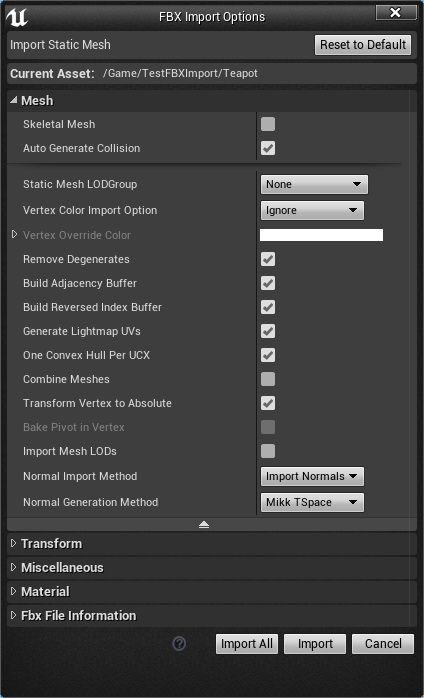 FBX Import Options
Import Static Mesh Reset to Default
Current Asset: /Game/TestFBXImport/Teapot
Mesh
Skeletal Mesh
Auto Generate Collision
Static Mesh LODGroup None
Vertex Color Import Option Ignore
Vertex Override Color
Remove Degenerates
Build Adjacency Buffer
Build Reversed Index Buffer
Generate Lightmap UVs
One Convex Hull Per UCX
Combine Meshes
Transform Vertex to Absolute
Bake Pivot in Vertex
Import Mesh LODs
Normal Import Method Import Normals
Normal Generation Method Mikk TSpace
Transform
Miscellaneous
Material
Fbx File Information
? Import All Import Cancel